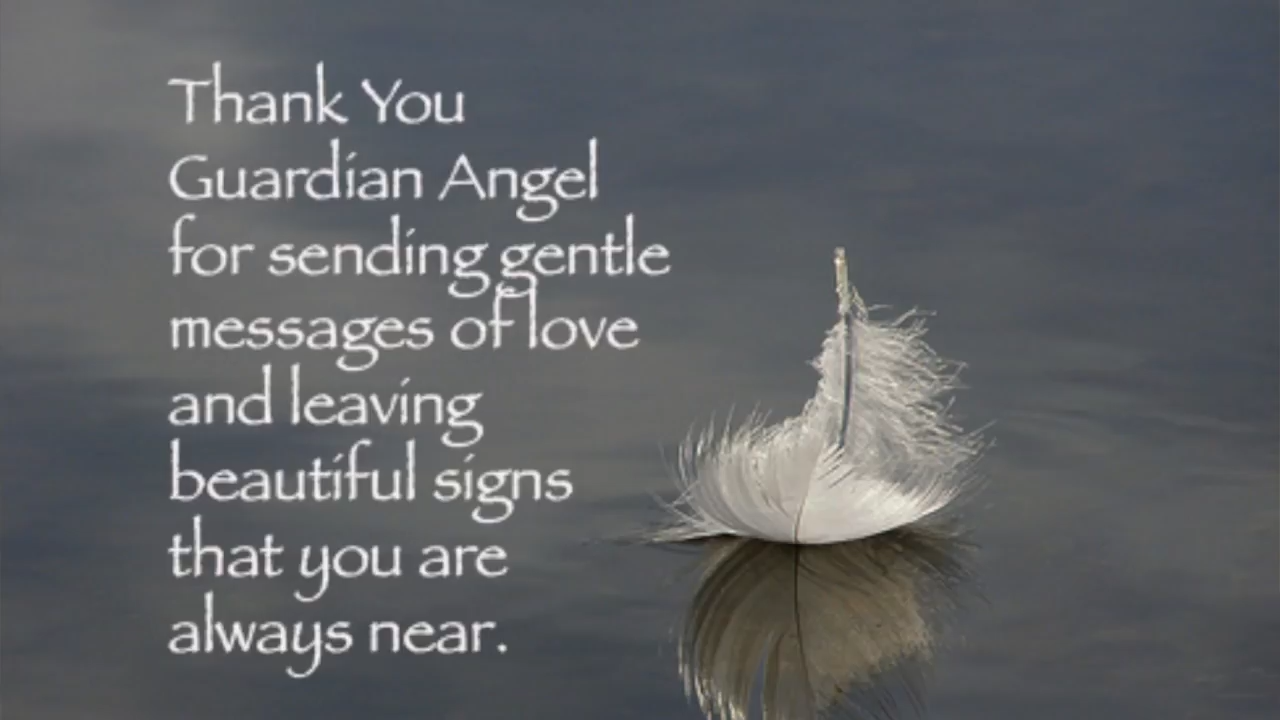 Thank You
Guardian Angel
for sending gentle
messages of love
and leaving
beautiful signs
that you are
always near.